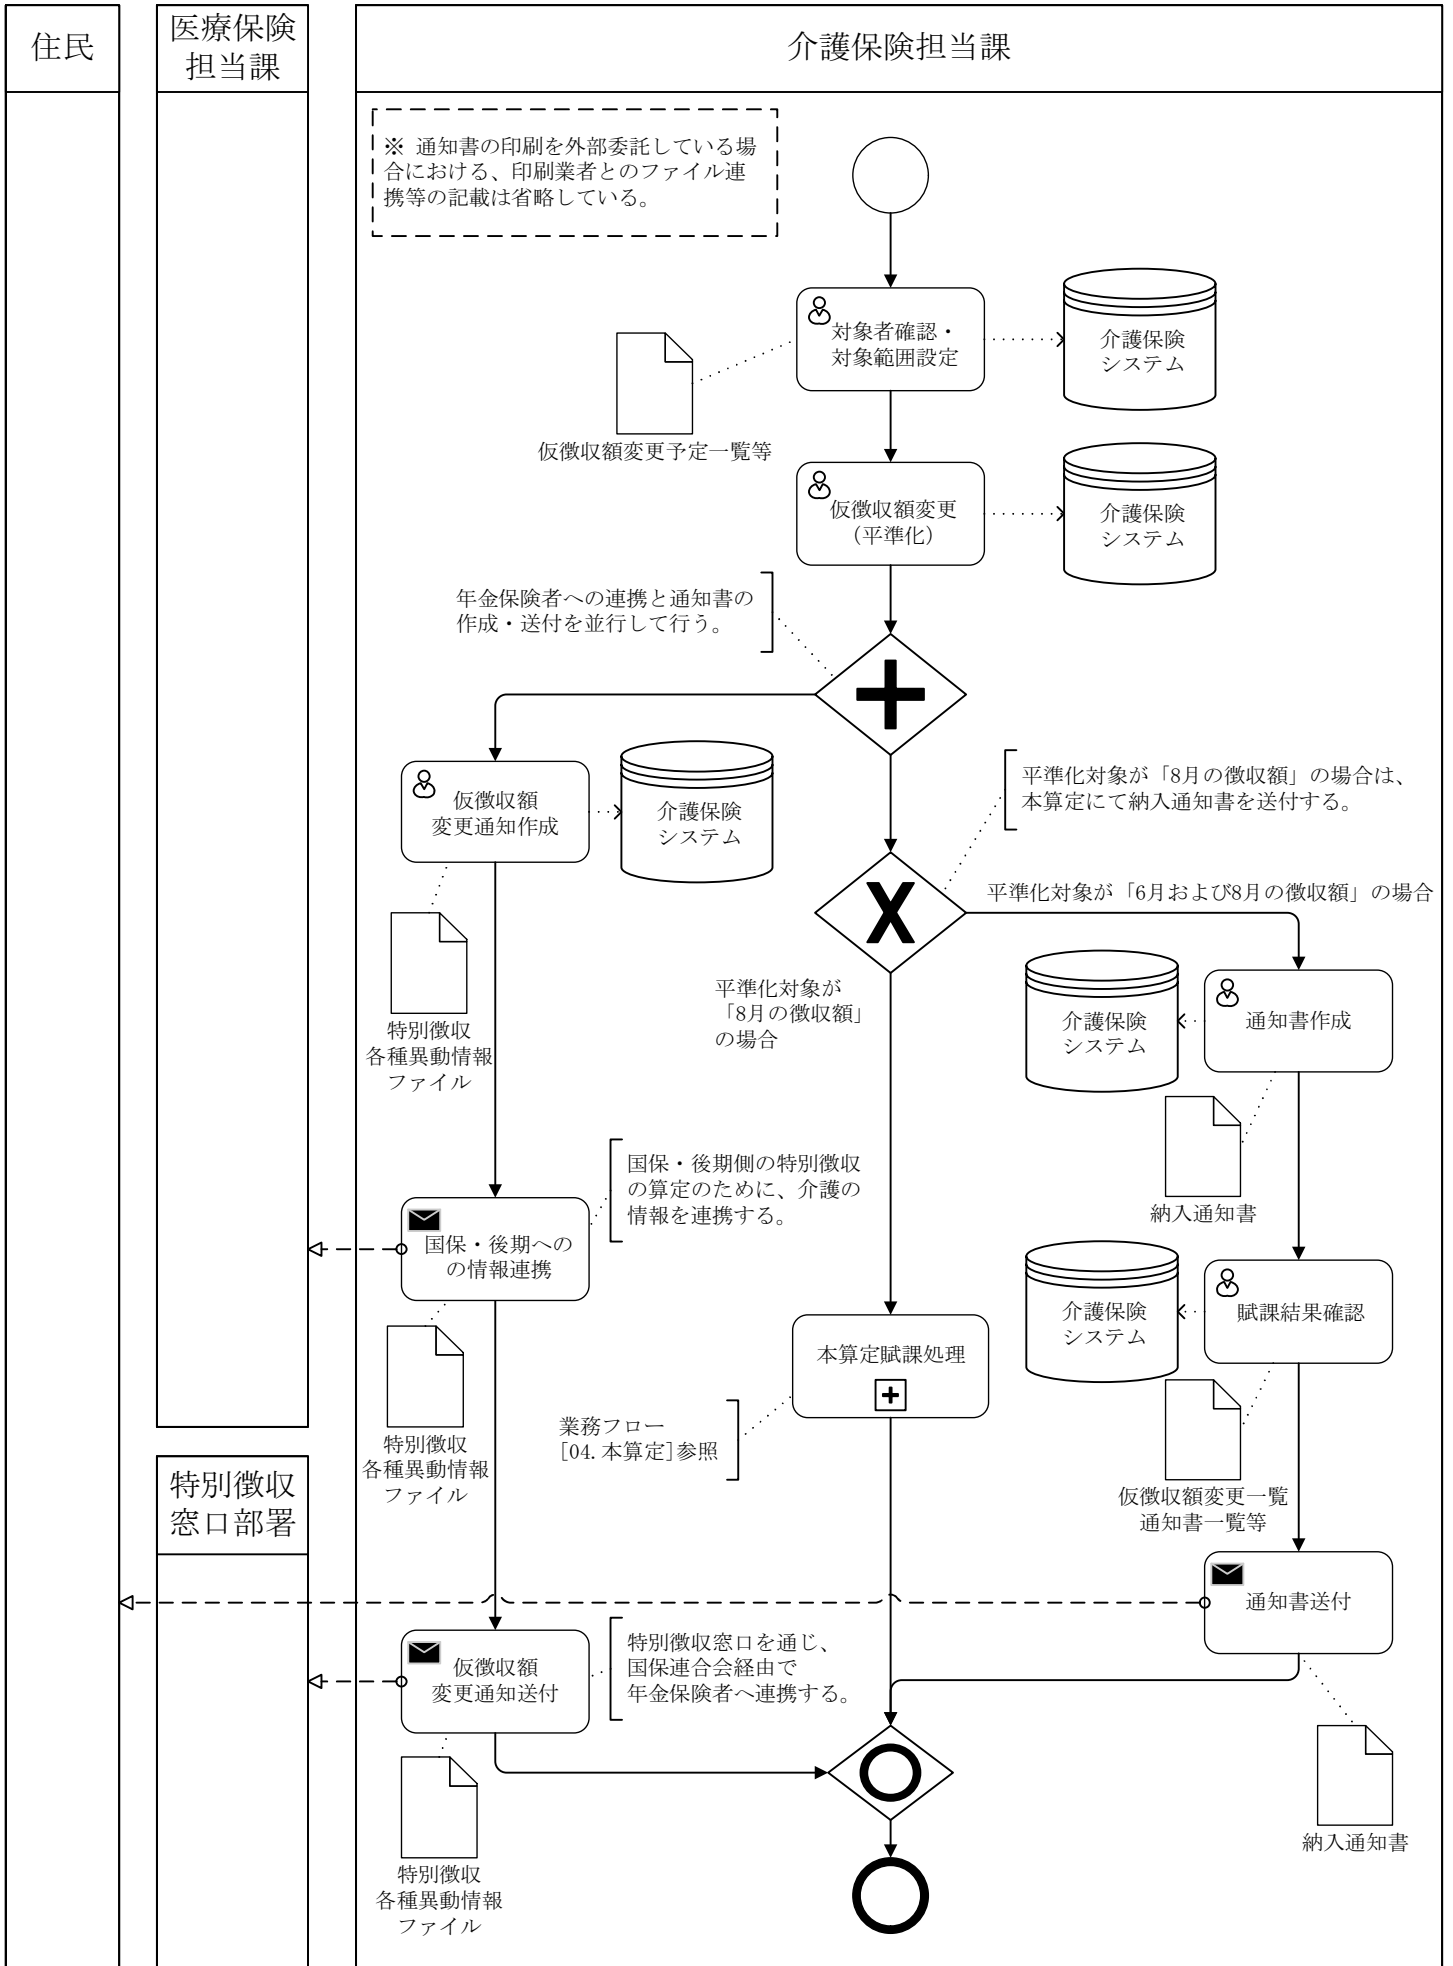 住民
医療保険
担当課
介護保険担当課
※ 通知書の印刷を外部委託している場
合における、印刷業者とのファイル連
携等の記載は省略している。
対象者確認・
対象範囲設定
介護保険
システム
仮徴収額変更予定一覧等
仮徴収額変更
（平準化）
介護保険
システム
年金保険者への連携と通知書の
作成・送付を並行して行う。
仮徴収額
変更通知作成
介護保険
システム
平準化対象が「8月の徴収額」の場合は、
本算定にて納入通知書を送付する。
平準化対象が「6月および8月の徴収額」の場合
平準化対象が
「8月の徴収額」
の場合
特別徴収
各種異動情報
ファイル
介護保険
システム
通知書作成
納入通知書
国保・後期側の特別徴収
の算定のために、介護の
情報を連携する。
国保・後期への
の情報連携
介護保険
システム
賦課結果確認
本算定賦課処理
業務フロー
[04.本算定]参照
特別徴収
各種異動情報
ファイル
仮徴収額変更一覧
通知書一覧等
特別徴収
窓口部署
通知書送付
仮徴収額
変更通知送付
特別徴収窓口を通じ、
国保連合会経由で
年金保険者へ連携する。
納入通知書
特別徴収
各種異動情報
ファイル